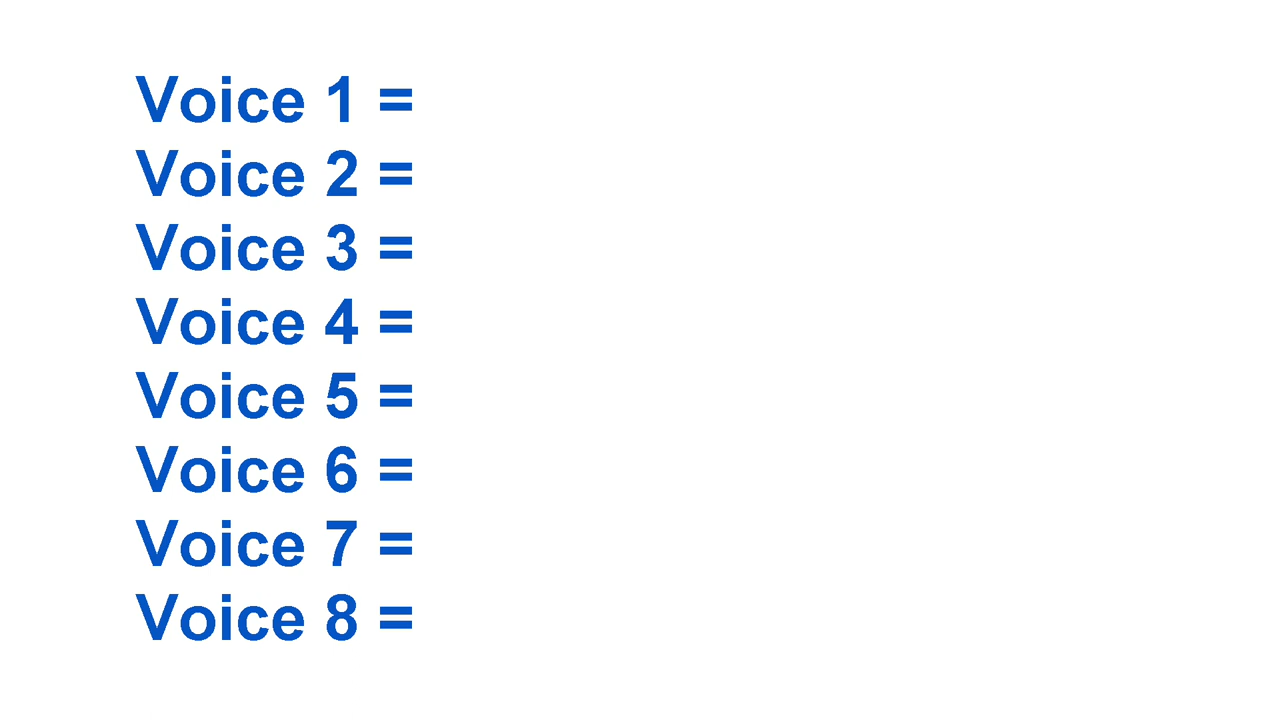 Voice 1 =
Voice 2 =
Voice 3 =
Voice 4 =
Voice 5 =
Voice 6 =
Voice 7 =
Voice 8 =